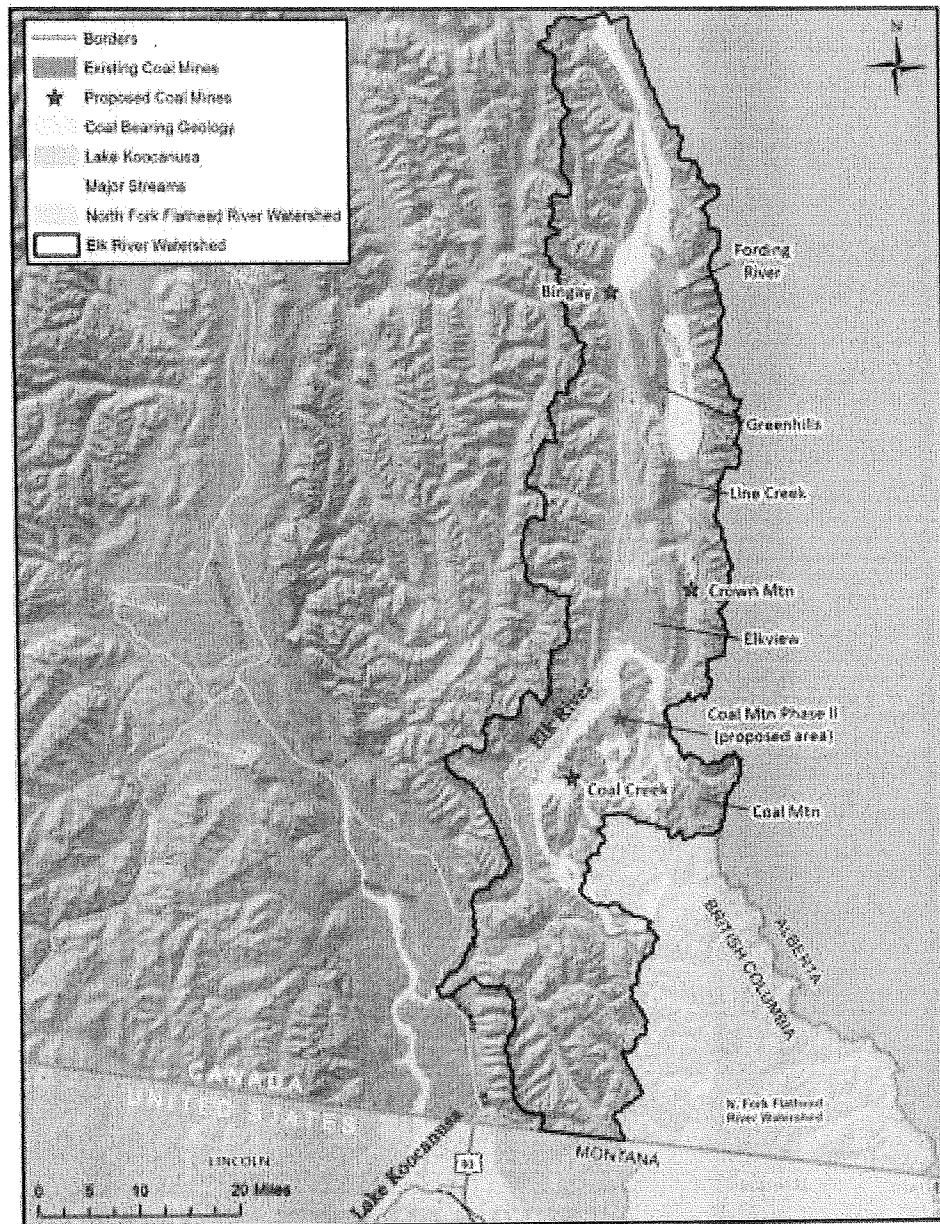 Borders
Existing Coal Mines
Proposed Coal Mines
Coal Bearing Geology
Lake Koocanusa
Major Streams
North Fork Flathead River Watershed
Elk River Watershed
N
Fording
River
Bingay
Greenhills
Line Creek
Crown Mtn
Elkview
Elk River
Coal Mtn Phase II
(proposed area)
Coal Creek
Coal Mtn
ALBERTA
BRITISH COLUMBIA
CANADA
UNITED STATES
N. Fork Flathead
River Watershed
MONTANA
LINCOLN
Lake Koocanusa
0 5 10 20 Miles